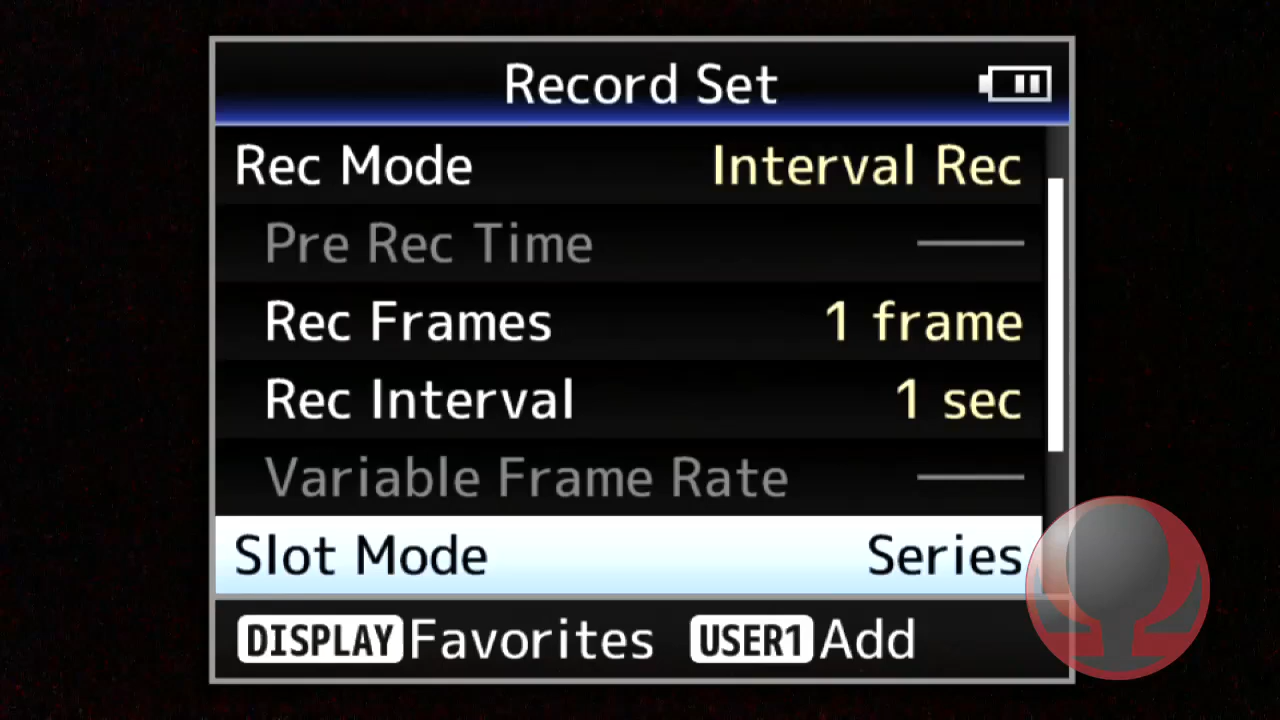 Record Set
Rec Mode Interval Rec
Pre Rec Time ———
Rec Frames 1 frame
Rec Interval 1 sec
Variable Frame Rate ———
Slot Mode Series
DISPLAY Favorites USER1 Add